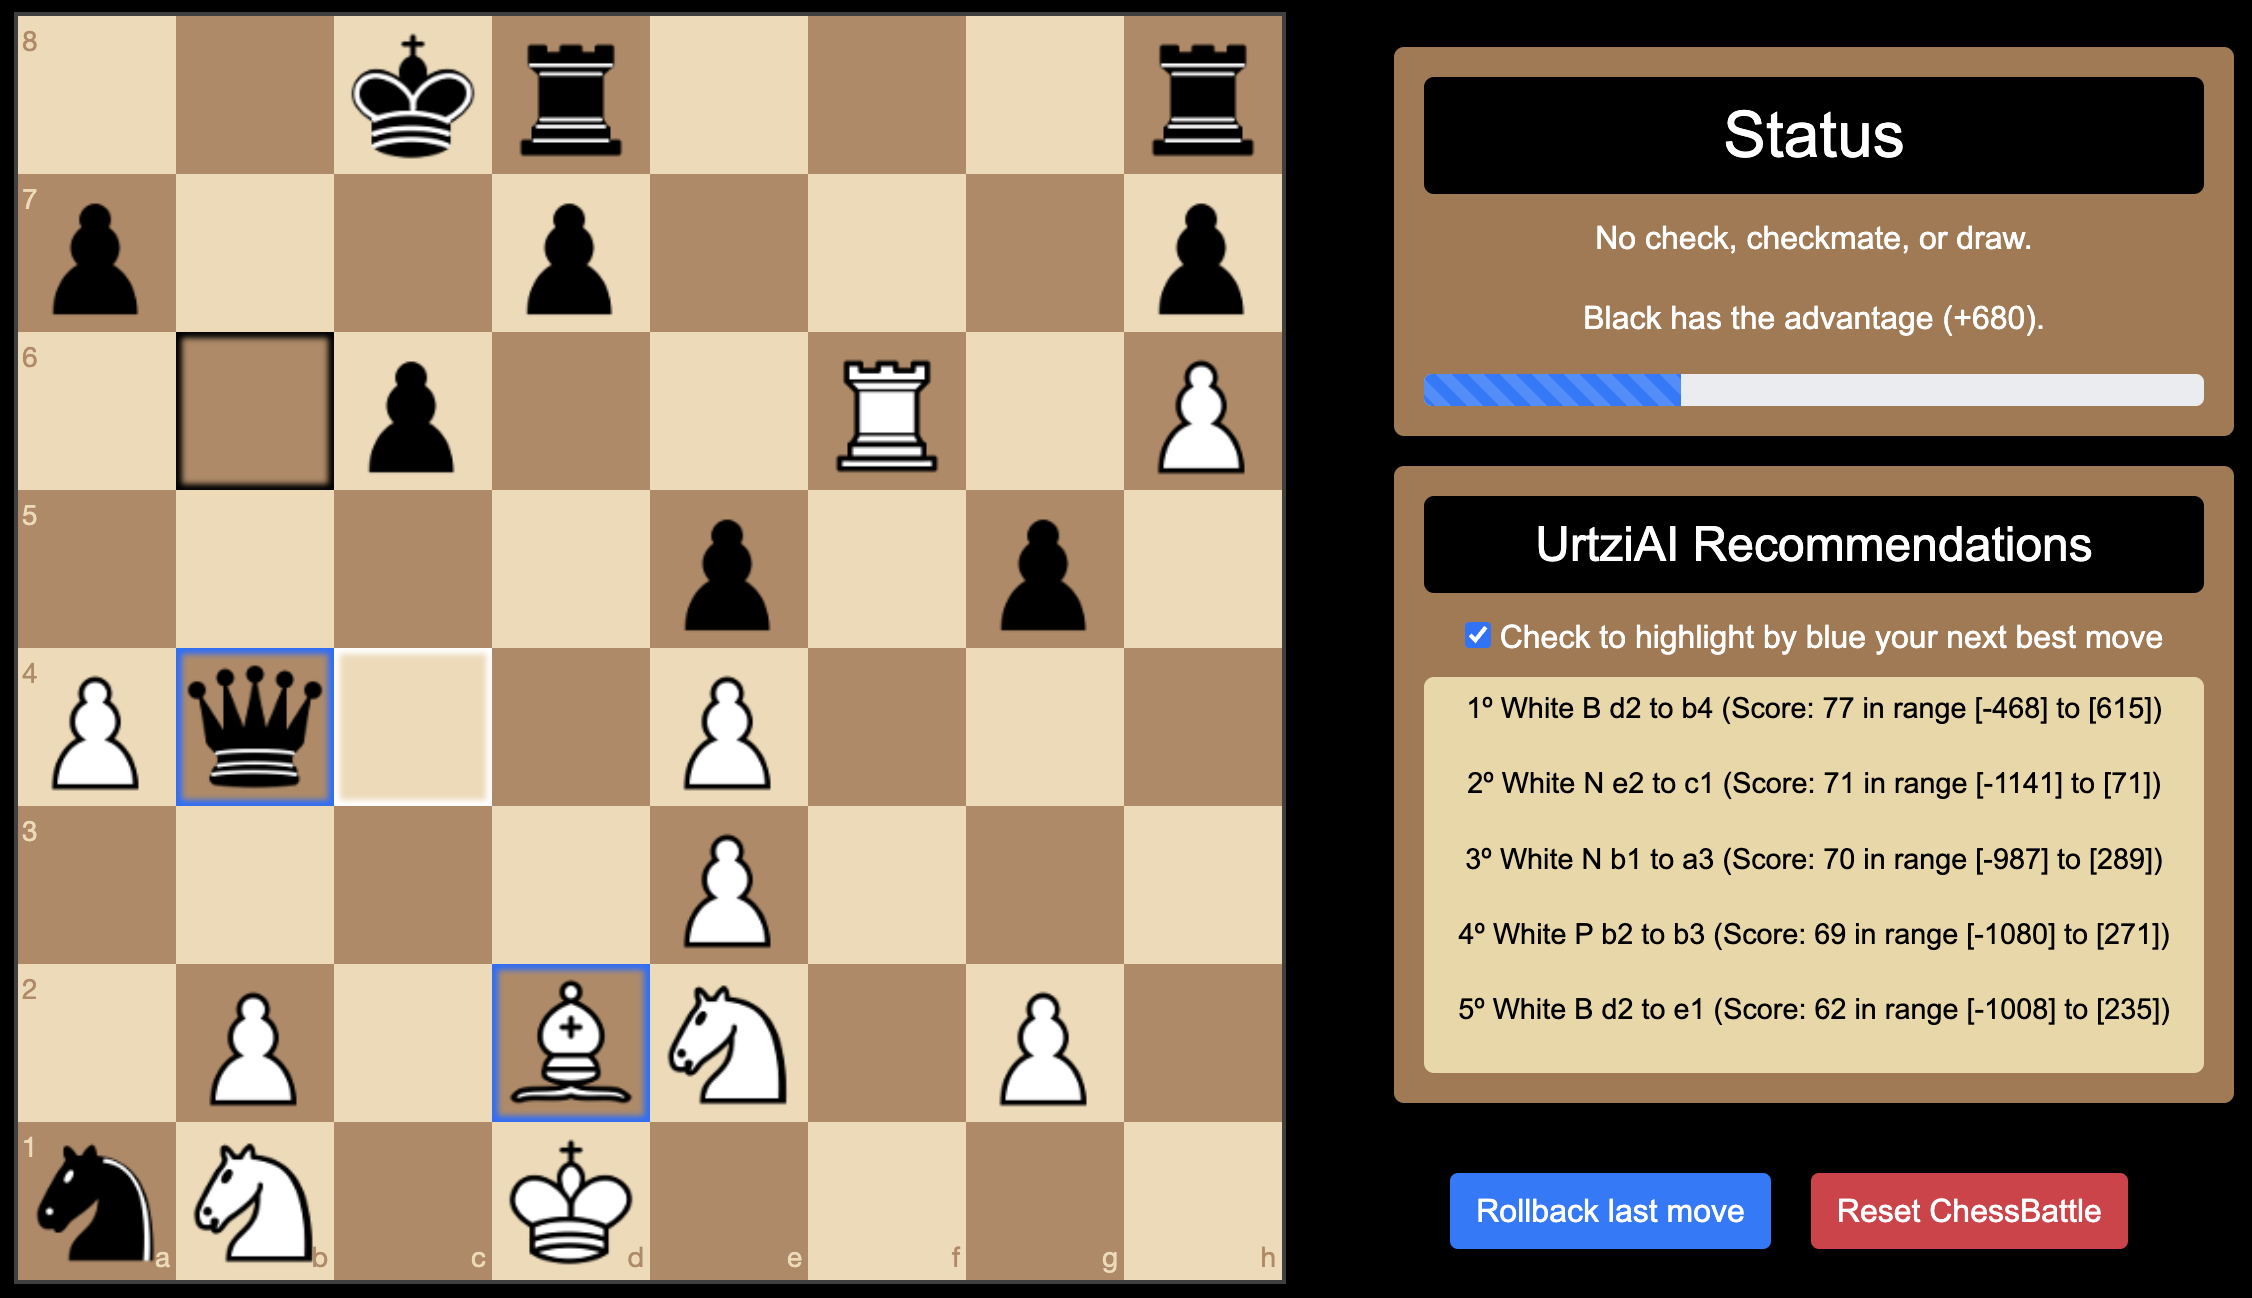 8
7
6
5
4
3
2
1
a
b
c
d
e
f
g
h
Status
No check, checkmate, or draw.
Black has the advantage (+680).
UrtziAI Recommendations
Check to highlight by blue your next best move
1º White B d2 to b4 (Score: 77 in range [-468] to [615])
2º White N e2 to c1 (Score: 71 in range [-1141] to [71])
3º White N b1 to a3 (Score: 70 in range [-987] to [289])
4º White P b2 to b3 (Score: 69 in range [-1080] to [271])
5º White B d2 to e1 (Score: 62 in range [-1008] to [235])
Rollback last move
Reset ChessBattle